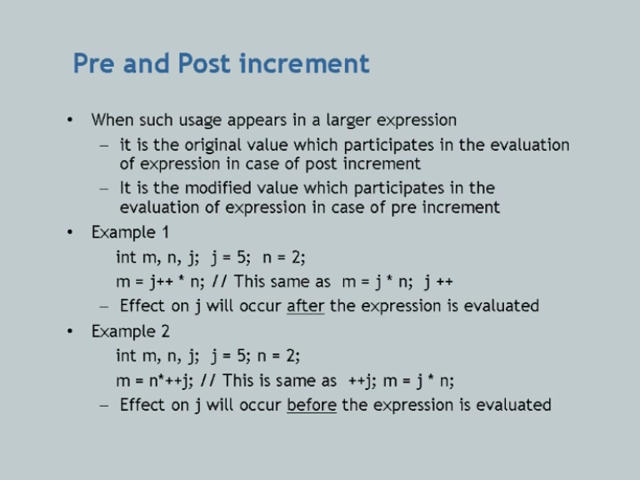 Pre and Post increment
• When such usage appears in a larger expression
– it is the original value which participates in the evaluation
of expression in case of post increment
– It is the modified value which participates in the
evaluation of expression in case of pre increment
• Example 1
int m, n, j; j = 5; n = 2;
m = j++ * n; // This same as m = j * n; j ++
– Effect on j will occur after the expression is evaluated
• Example 2
int m, n, j; j = 5; n = 2;
m = n*++j; // This is same as ++j; m = j * n;
– Effect on j will occur before the expression is evaluated